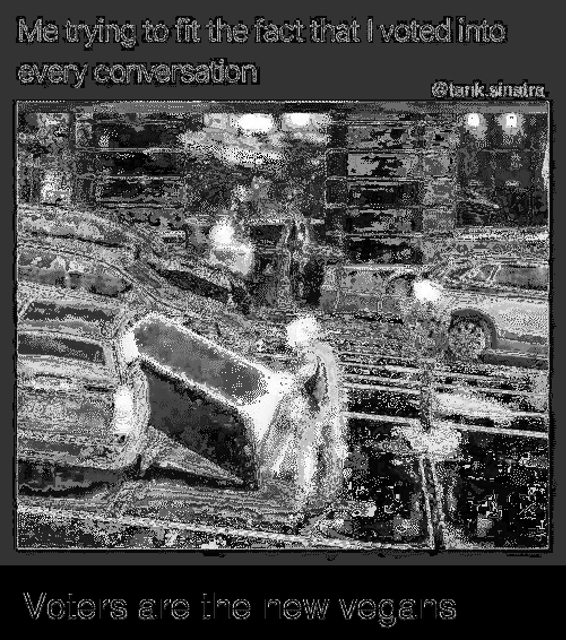 Me trying to fit the fact that I voted into
every conversation
@tank.sinatra
Voters are the new vegans